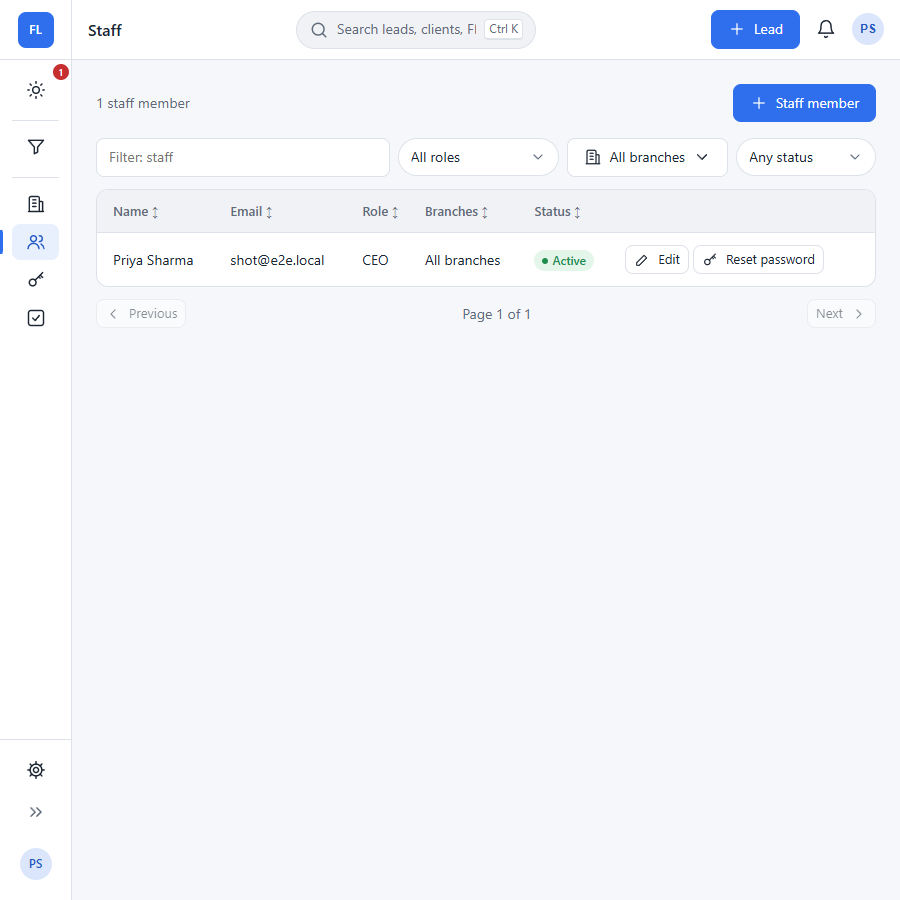 FL
Staff
Search leads, clients, Fl
Ctrl K
Lead
PS
1
1 staff member
Staff member
Filter: staff
All roles
All branches
Any status
Name Email Role Branches Status
Priya Sharma shot@e2e.local CEO All branches Active Edit Reset password
Previous
Page 1 of 1
Next
PS